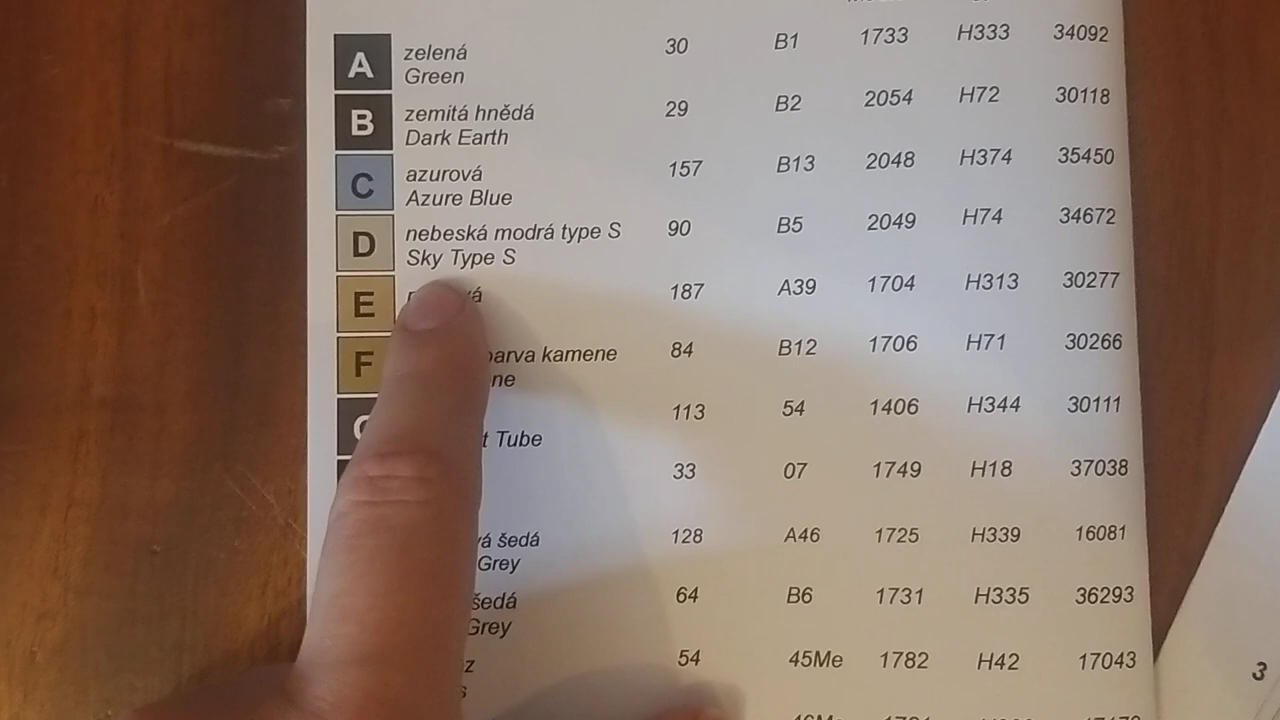 A zelená 30 B1 1733 H333 34092
Green
B zemitá hnědá 29 B2 2054 H72 30118
Dark Earth
C azurová 157 B13 2048 H374 35450
Azure Blue
D nebeská modrá type S 90 B5 2049 H74 34672
Sky Type S
E 187 A39 1704 H313 30277
F barva kamene 84 B12 1706 H71 30266
113 54 1406 H344 30111
Tube
33 07 1749 H18 37038
šedá 128 A46 1725 H339 16081
Grey
šedá 64 B6 1731 H335 36293
Grey
54 45Me 1782 H42 17043
3